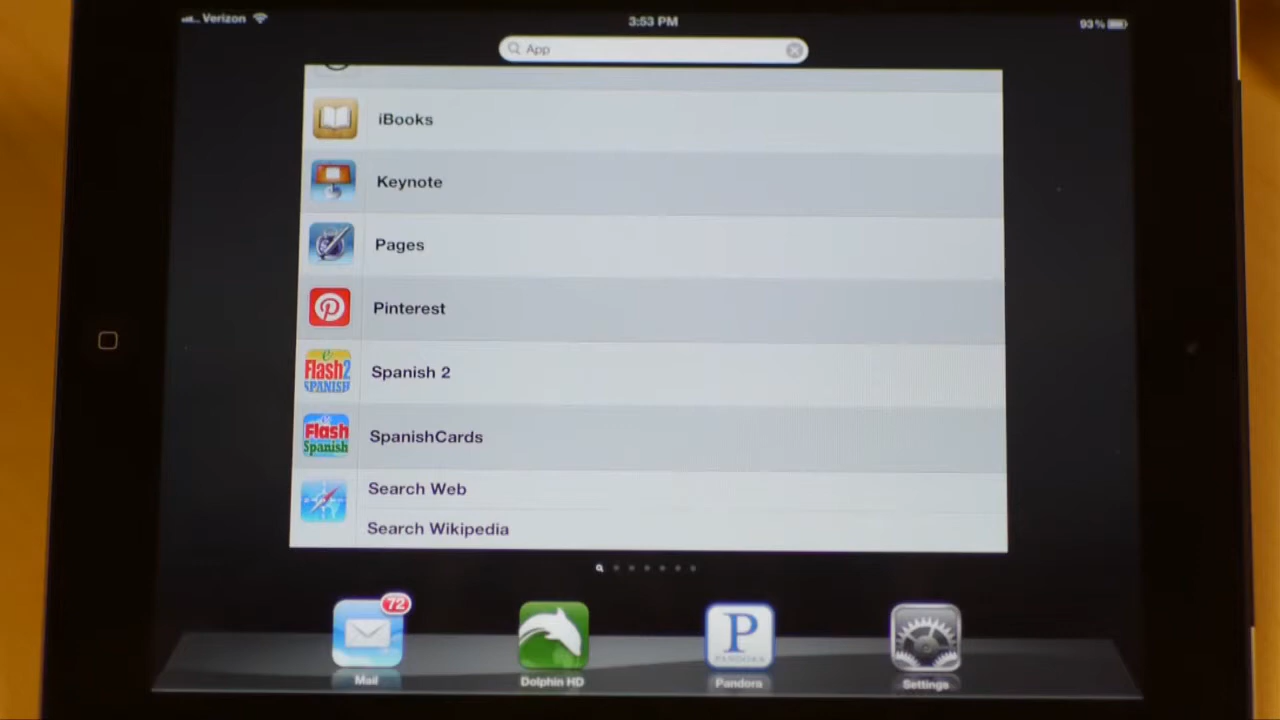 Verizon 3:53 PM 93%
App
iBooks
Keynote
Pages
Pinterest
e
Flash2
SPANISH
Spanish 2
Flash
Spanish
SpanishCards
Search Web
Search Wikipedia
72
P
PANDORA
Mail
Dolphin HD
Pandora
Settings